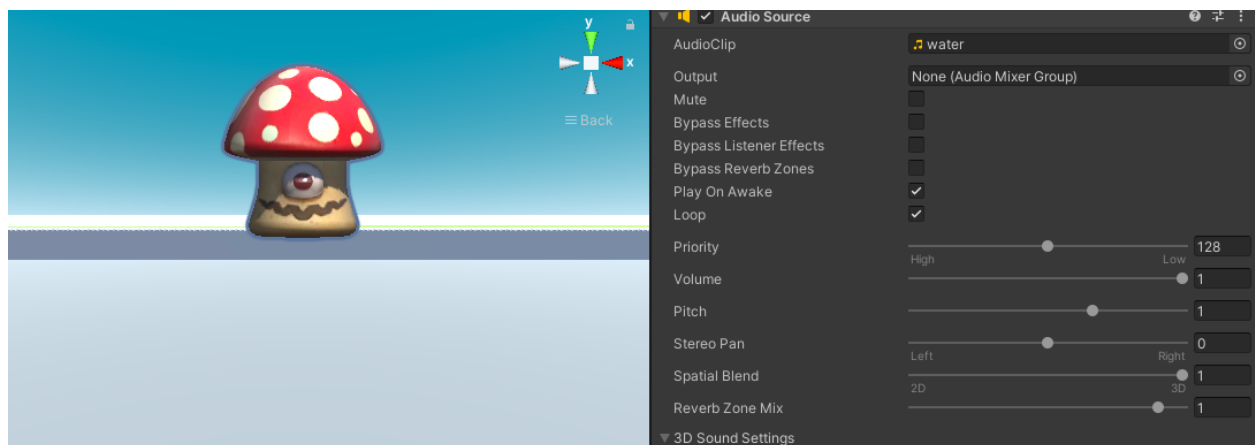 y
x
Back
Audio Source
AudioClip water
Output None (Audio Mixer Group)
Mute
Bypass Effects
Bypass Listener Effects
Bypass Reverb Zones
Play On Awake
Loop
Priority 128
High Low
Volume 1
Pitch 1
Stereo Pan 0
Left Right
Spatial Blend 1
2D 3D
Reverb Zone Mix 1
3D Sound Settings